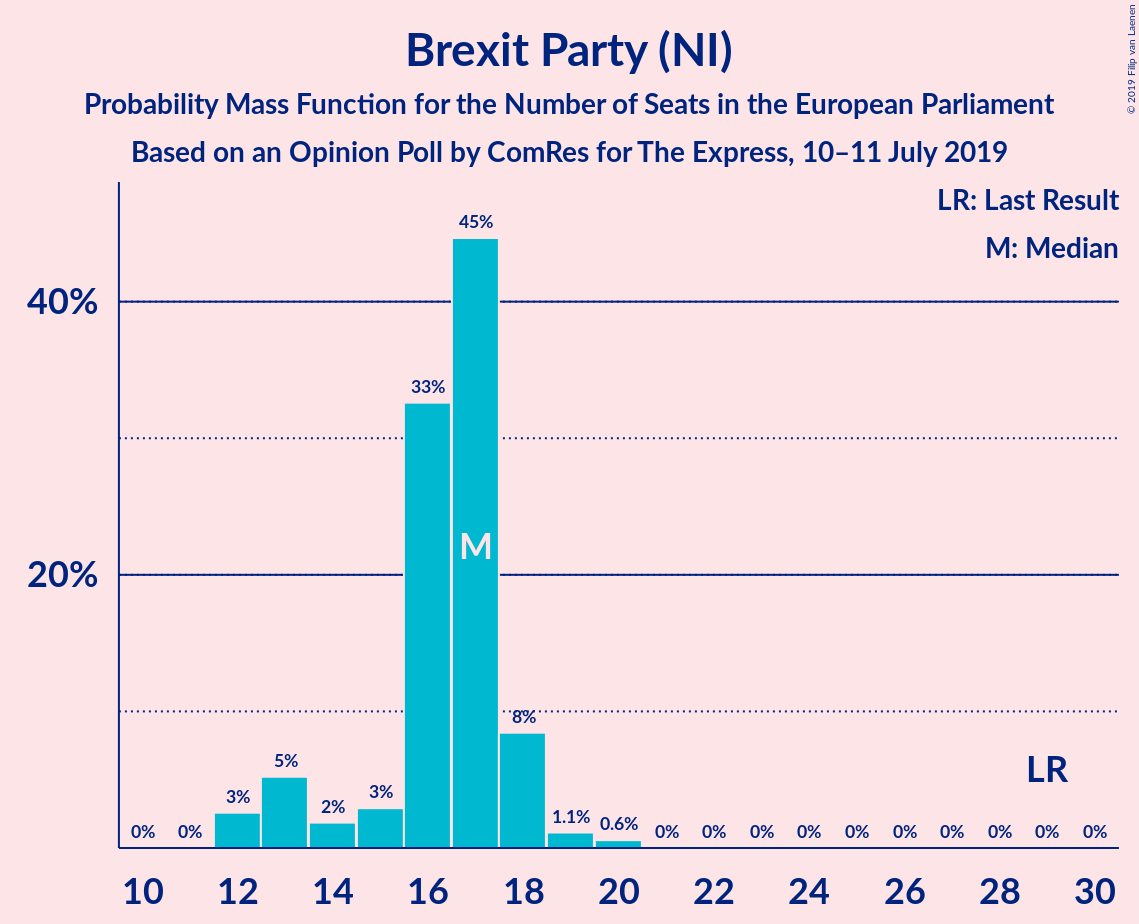 Brexit Party (NI)
Probability Mass Function for the Number of Seats in the European Parliament
Based on an Opinion Poll by ComRes for The Express, 10–11 July 2019
© 2019 Filip van Laenen
LR: Last Result
M: Median
45%
40%
33%
M
20%
8%
5%
3%
2%
3%
1.1%
0.6%
LR
0% 0% 0% 0% 0% 0% 0% 0% 0% 0% 0% 0%
10 12 14 16 18 20 22 24 26 28 30